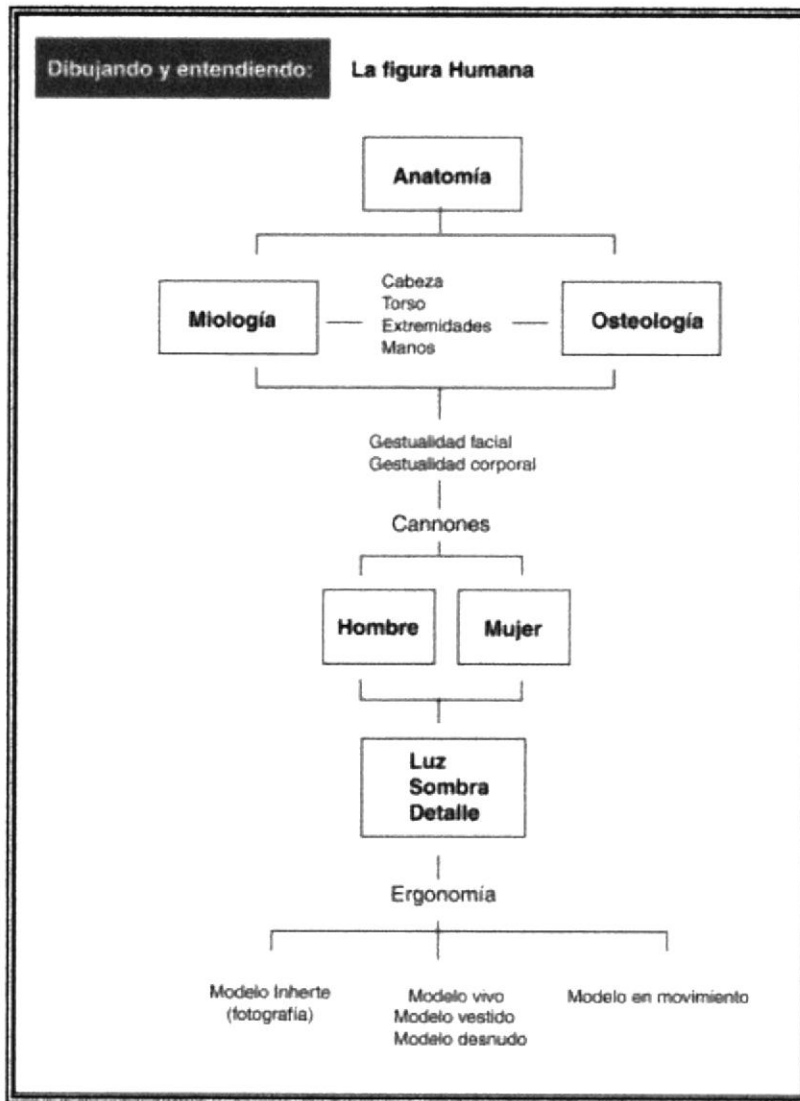 Dibujando y entendiendo: La figura Humana
Anatomía
Cabeza
Torso
Extremidades
Manos
Miología
Osteología
Gestualidad facial
Gestualidad corporal
Cannones
Hombre
Mujer
Luz
Sombra
Detalle
Ergonomía
Modelo Inherte
(fotografía)
Modelo vivo
Modelo vestido
Modelo desnudo
Modelo en movimiento